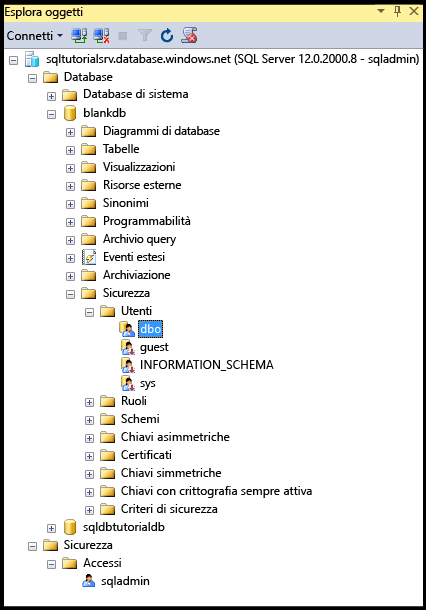 Esplora oggetti
Connetti
sqltutorialsrv.database.windows.net (SQL Server 12.0.2000.8 - sqladmin)
Database
Database di sistema
blankdb
Diagrammi di database
Tabelle
Visualizzazioni
Risorse esterne
Sinonimi
Programmabilità
Archivio query
Eventi estesi
Archiviazione
Sicurezza
Utenti
dbo
guest
INFORMATION_SCHEMA
sys
Ruoli
Schemi
Chiavi asimmetriche
Certificati
Chiavi simmetriche
Chiavi con crittografia sempre attiva
Criteri di sicurezza
sqldbtutorialdb
Sicurezza
Accessi
sqladmin